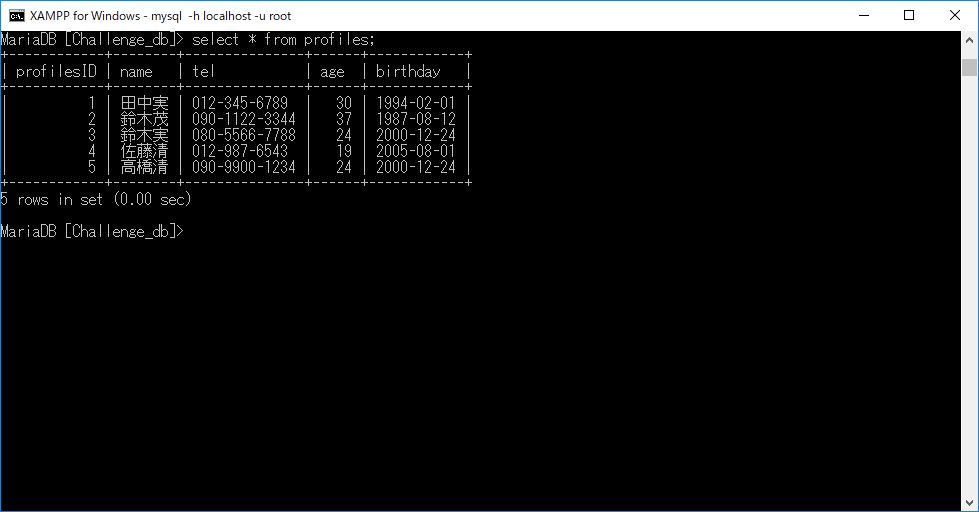 XAMPP for Windows - mysql  -h localhost -u root
MariaDB [Challenge_db]> select * from profiles;
+------------+--------+---------------+------+------------+
| profilesID | name   | tel           | age  | birthday   |
+------------+--------+---------------+------+------------+
|          1 | 田中実 | 012-345-6789  |   30 | 1994-02-01 |
|          2 | 鈴木茂 | 090-1122-3344 |   37 | 1987-08-12 |
|          3 | 鈴木実 | 080-5566-7788 |   24 | 2000-12-24 |
|          4 | 佐藤清 | 012-987-6543  |   19 | 2005-08-01 |
|          5 | 高橋清 | 090-9900-1234 |   24 | 2000-12-24 |
+------------+--------+---------------+------+------------+
5 rows in set (0.00 sec)
MariaDB [Challenge_db]>